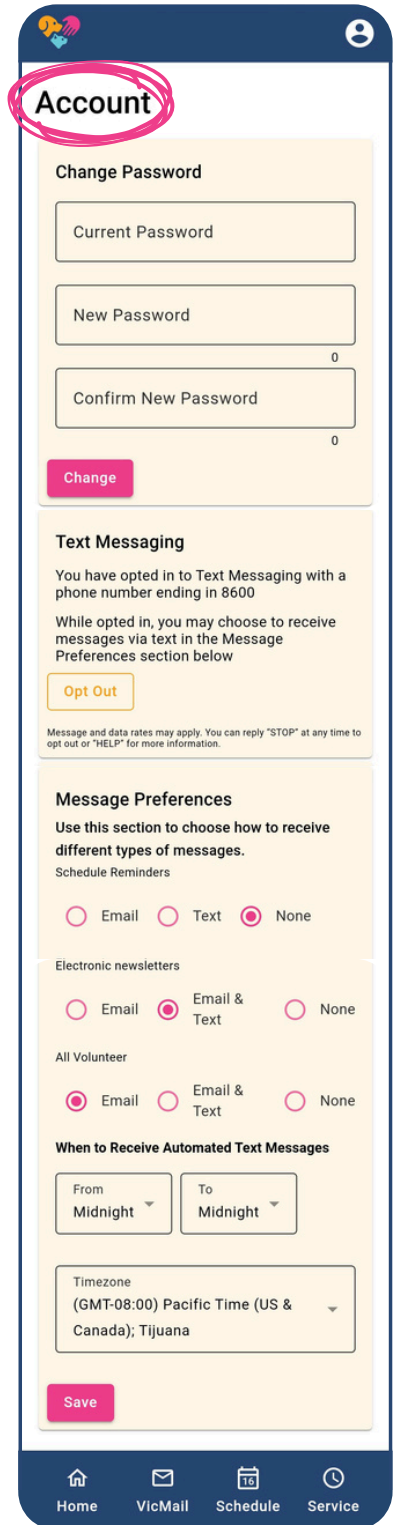 Account
Change Password
Current Password
New Password
0
Confirm New Password
0
Change
Text Messaging
You have opted in to Text Messaging with a
phone number ending in 8600
While opted in, you may choose to receive
messages via text in the Message
Preferences section below
Opt Out
Message and data rates may apply. You can reply "STOP" at any time to
opt out or "HELP" for more information.
Message Preferences
Use this section to choose how to receive
different types of messages.
Schedule Reminders
Email Text None
Electronic newsletters
Email Email &
Text None
All Volunteer
Email Email &
Text None
When to Receive Automated Text Messages
From To
Midnight Midnight
Timezone
(GMT-08:00) Pacific Time (US &
Canada); Tijuana
Save
16
Home VicMail Schedule Service